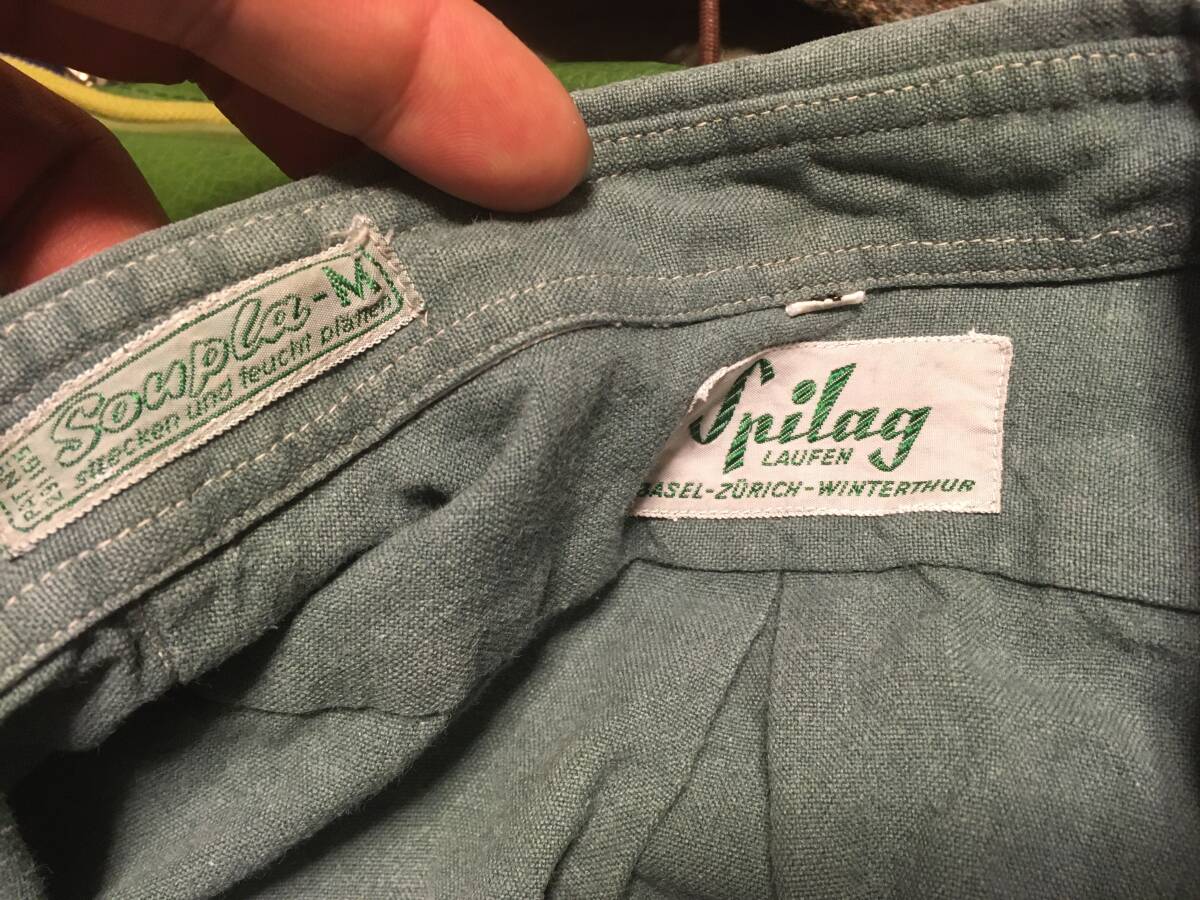 Soupla-M
strecken und feucht plätten
Spilag
LAUFEN
BASEL-ZÜRICH-WINTERTHUR